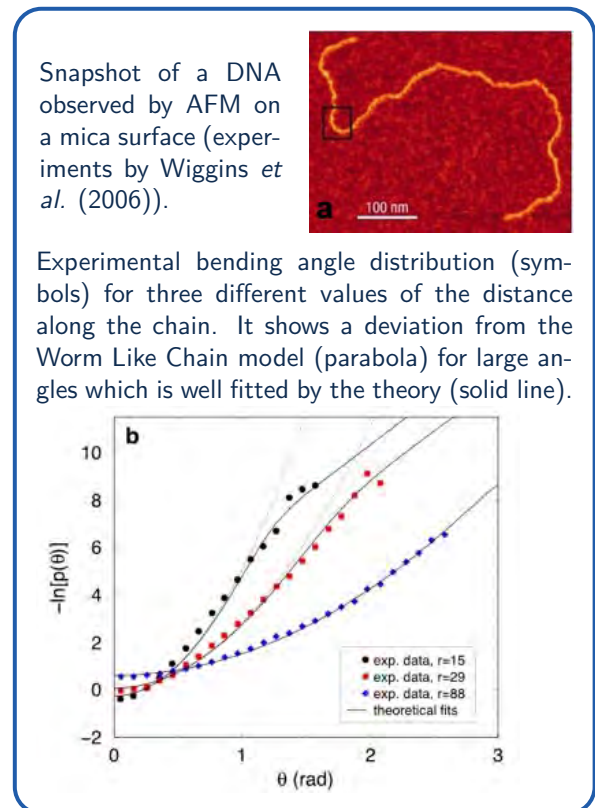 Snapshot of a DNA
observed by AFM on
a mica surface (exper-
iments by Wiggins et
al. (2006)).
a
100 nm
Experimental bending angle distribution (sym-
bols) for three different values of the distance
along the chain. It shows a deviation from the
Worm Like Chain model (parabola) for large an-
gles which is well fitted by the theory (solid line).
b
10
8
6
4
2
0
−2
−ln[p(θ)]
exp. data, r=15
exp. data, r=29
exp. data, r=88
theoretical fits
0 1 2 3
θ (rad)